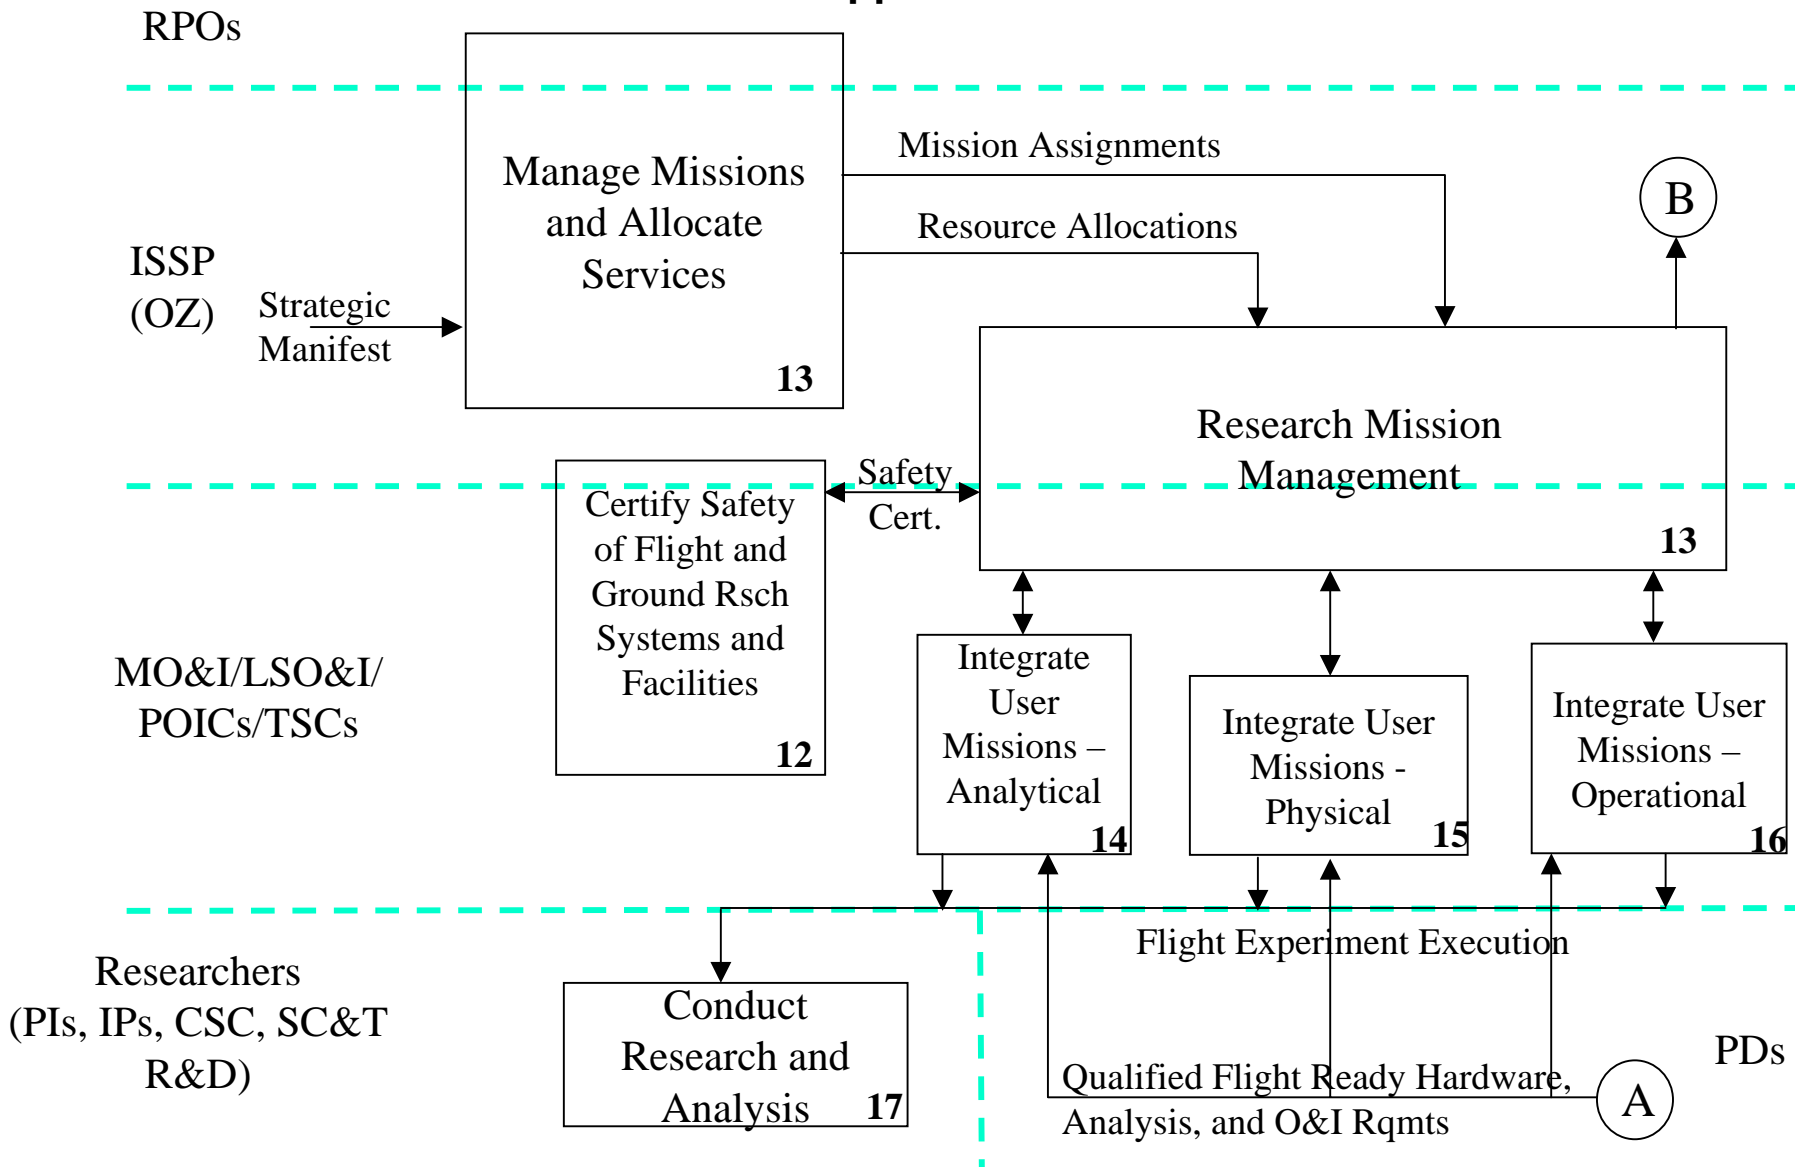 RPOs
Mission Assignments
Manage Missions
and Allocate
Services
13
B
Resource Allocations
ISSP
(OZ)
Strategic
Manifest
Research Mission
Management
13
Safety
Cert.
Certify Safety
of Flight and
Ground Rsch
Systems and
Facilities
12
MO&I/LSO&I/
POICs/TSCs
Integrate
User
Missions –
Analytical
14
Integrate User
Missions -
Physical
15
Integrate User
Missions –
Operational
16
Flight Experiment Execution
Researchers
(PIs, IPs, CSC, SC&T
R&D)
Conduct
Research and
Analysis
17
Qualified Flight Ready Hardware,
Analysis, and O&I Rqmts
A
PDs